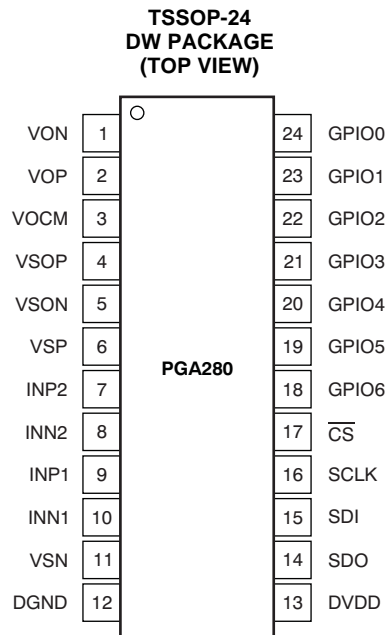 TSSOP-24
DW PACKAGE
(TOP VIEW)
VON 1 24 GPIO0
VOP 2 23 GPIO1
VOCM 3 22 GPIO2
VSOP 4 21 GPIO3
VSON 5 20 GPIO4
VSP 6 19 GPIO5
PGA280
INP2 7 18 GPIO6
INN2 8 17 CS
INP1 9 16 SCLK
INN1 10 15 SDI
VSN 11 14 SDO
DGND 12 13 DVDD